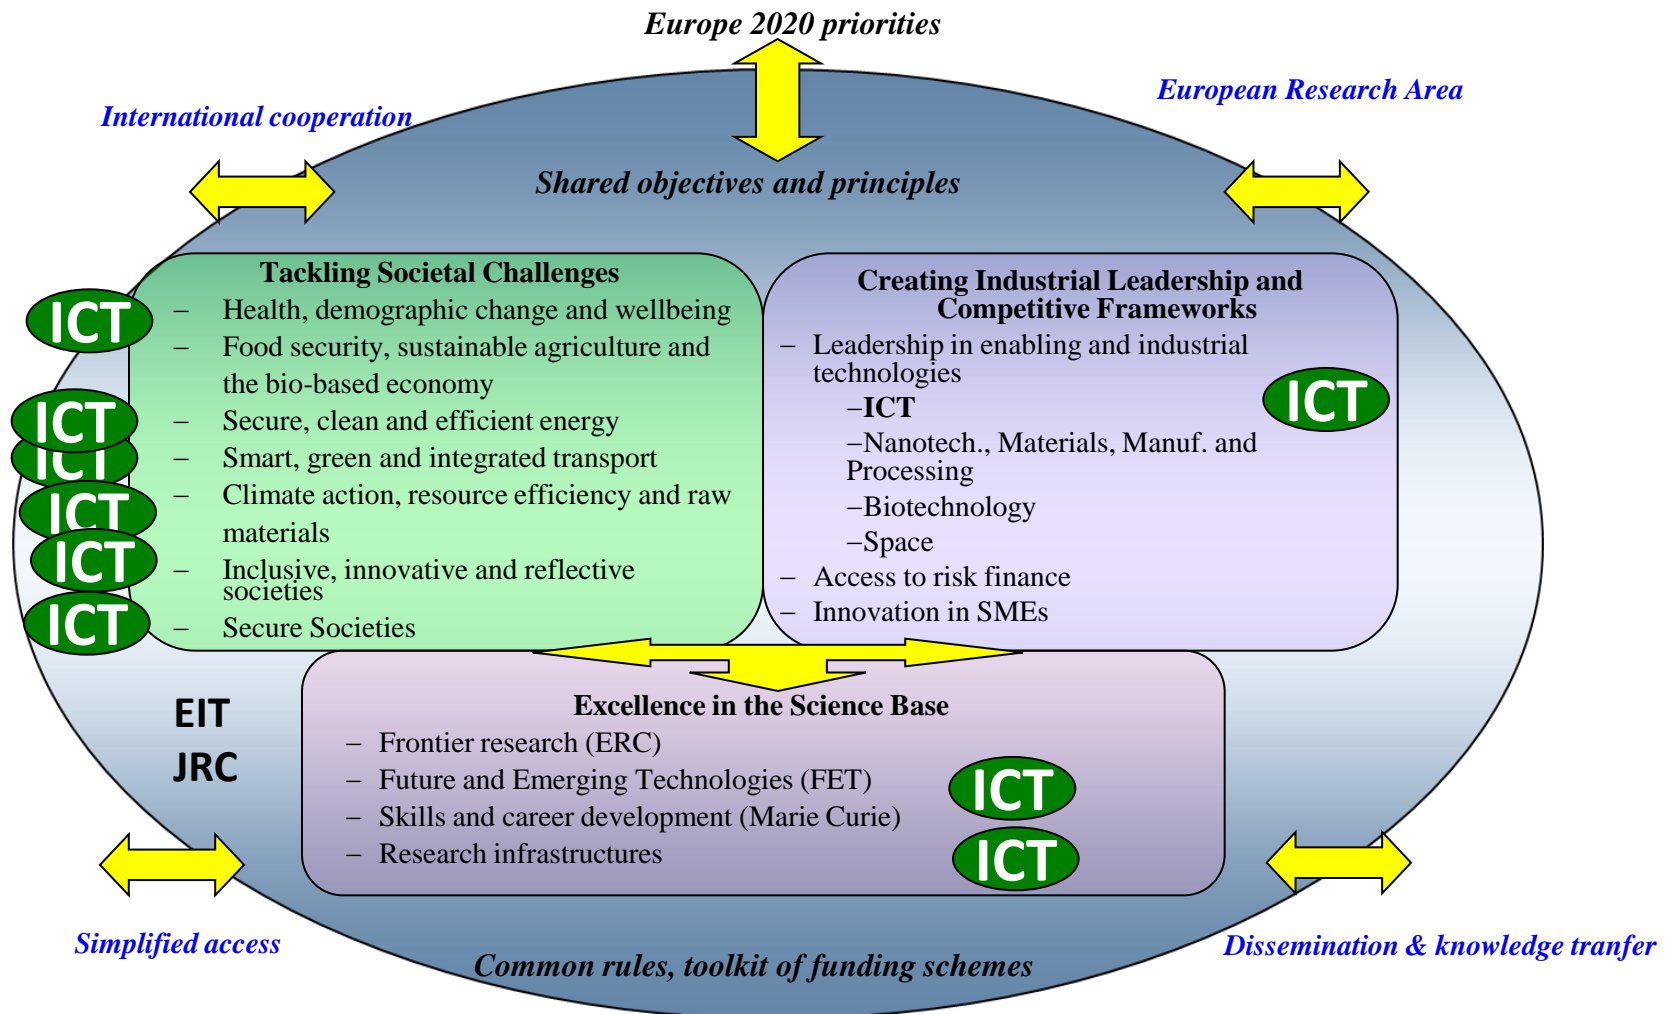 Europe 2020 priorities
European Research Area
International cooperation
Shared objectives and principles
Tackling Societal Challenges
– Health, demographic change and wellbeing
– Food security, sustainable agriculture and
the bio-based economy
– Secure, clean and efficient energy
– Smart, green and integrated transport
– Climate action, resource efficiency and raw
materials
– Inclusive, innovative and reflective
societies
– Secure Societies
ICT
ICT
ICT
ICT
ICT
ICT
Creating Industrial Leadership and
Competitive Frameworks
– Leadership in enabling and industrial
technologies
–ICT
–Nanotech., Materials, Manuf. and
Processing
–Biotechnology
–Space
– Access to risk finance
– Innovation in SMEs
ICT
EIT
JRC
Excellence in the Science Base
– Frontier research (ERC)
– Future and Emerging Technologies (FET)
– Skills and career development (Marie Curie)
– Research infrastructures
ICT
ICT
Simplified access
Common rules, toolkit of funding schemes
Dissemination & knowledge tranfer